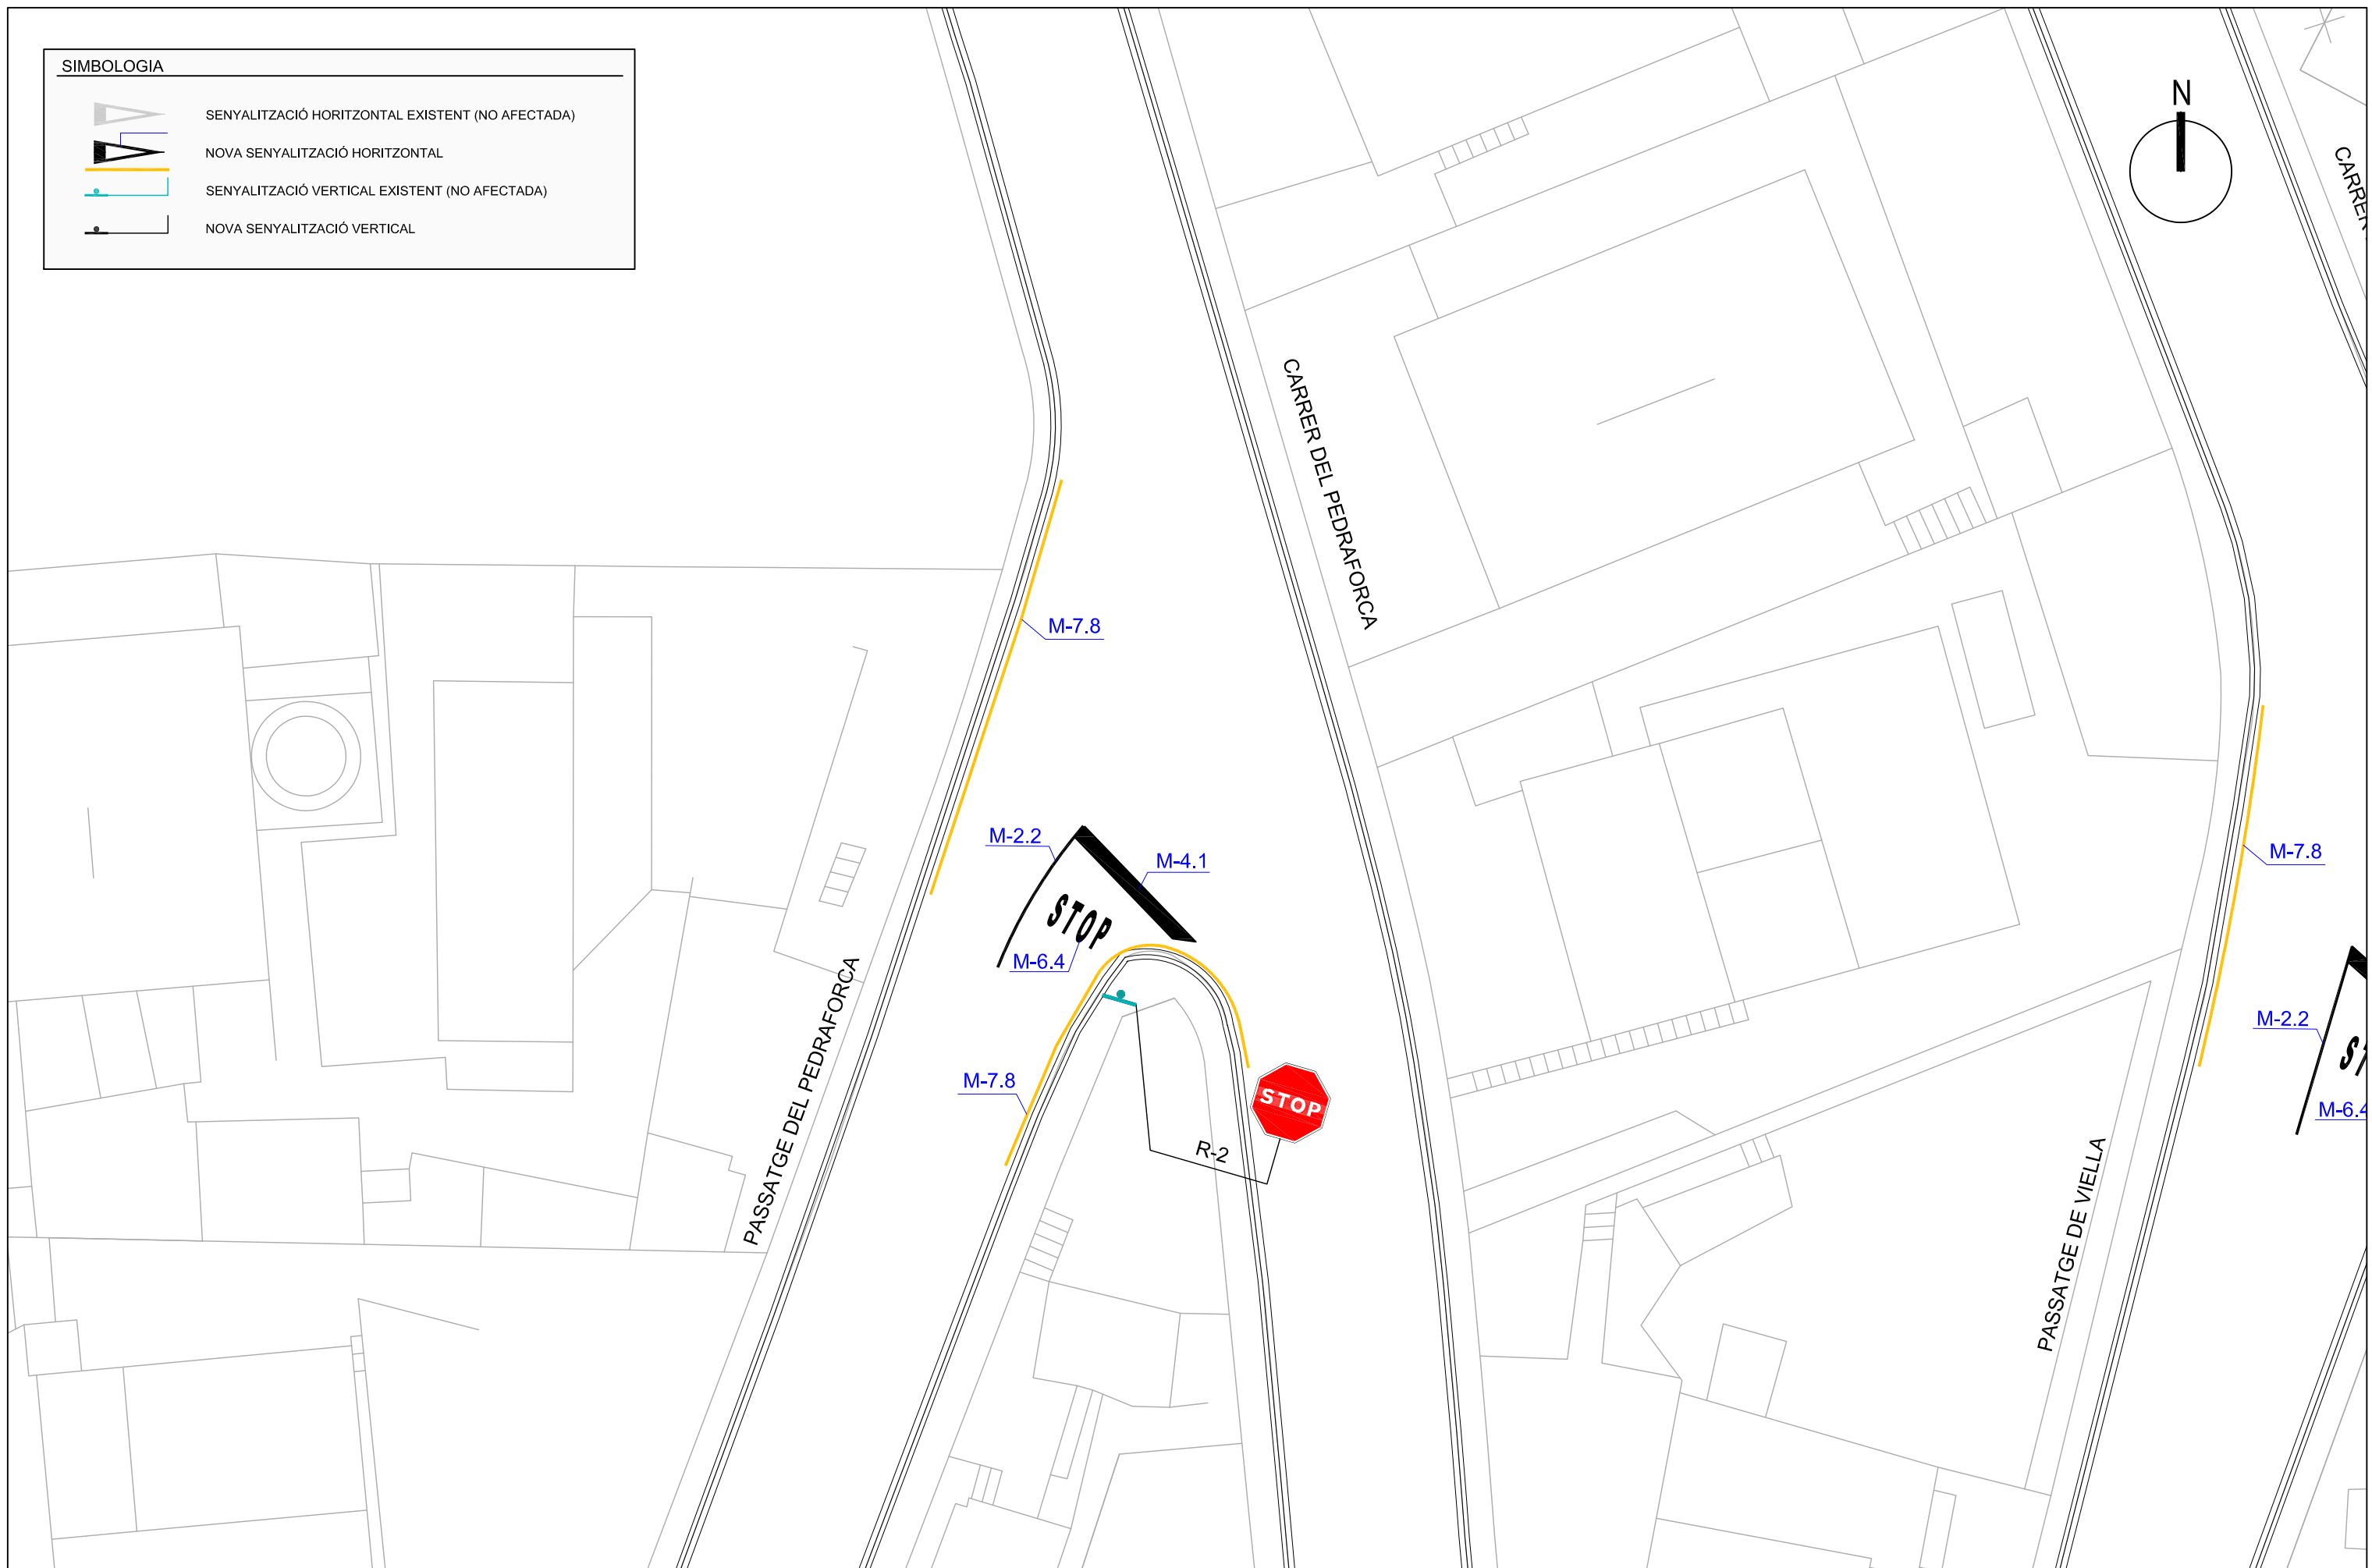 SIMBOLOGIA
SENYALITZACIÓ HORITZONTAL EXISTENT (NO AFECTADA)
NOVA SENYALITZACIÓ HORITZONTAL
SENYALITZACIÓ VERTICAL EXISTENT (NO AFECTADA)
NOVA SENYALITZACIÓ VERTICAL
N
CARRER
CARRER DEL PEDRAFORCA
M-7.8
M-2.2
M-4.1
STOP
M-6.4
M-7.8
PASSATGE DEL PEDRAFORCA
STOP
R-2
M-7.8
M-2.2
ST
M-6.4
PASSATGE DE VIELLA